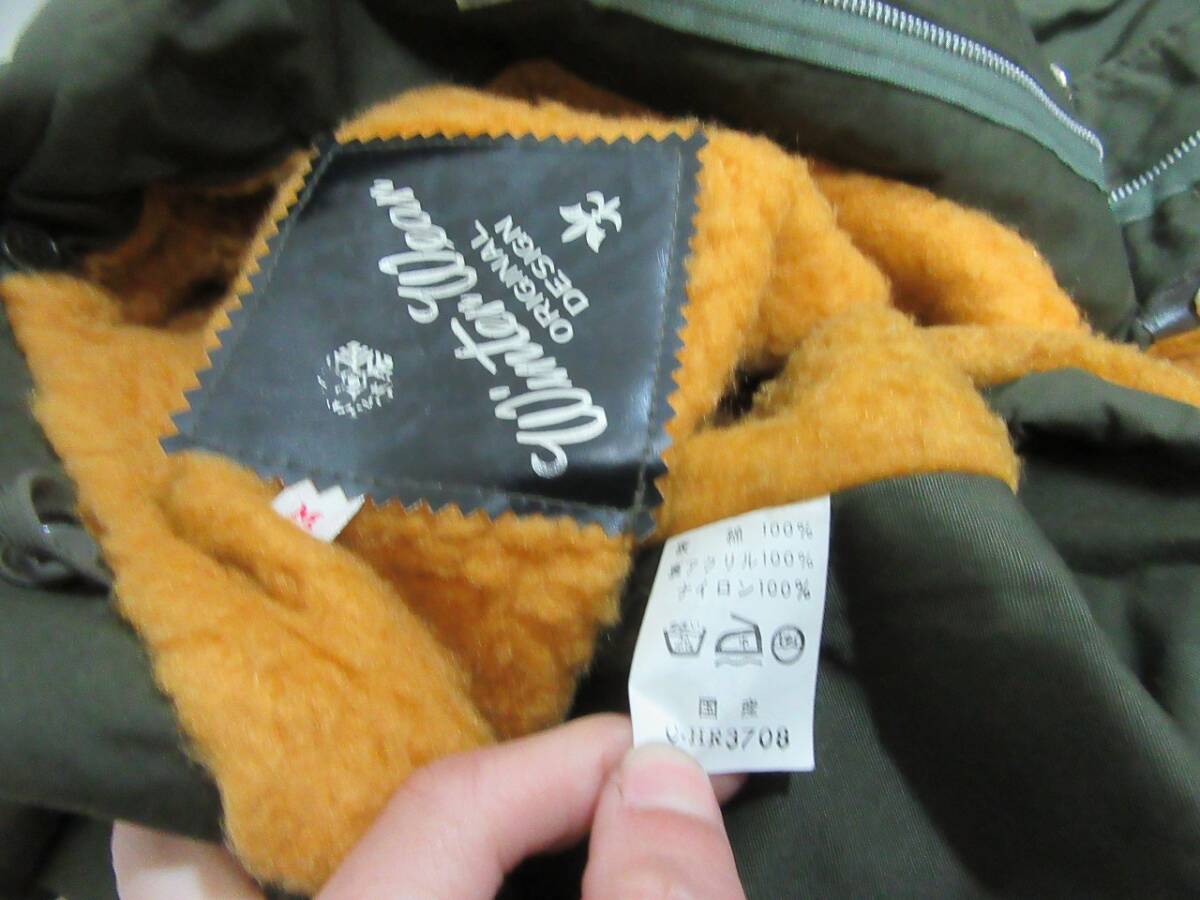 Winter Wear
ORIGINAL
DESIGN
綿 100%
裏アクリル100%
ナイロン100%
国産
HR3708